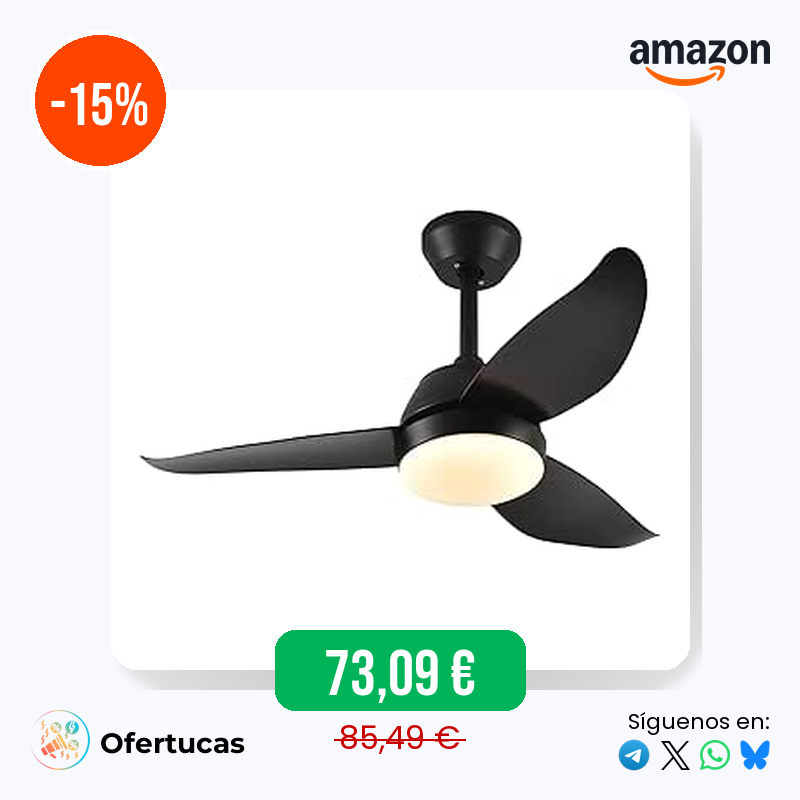 -15%
amazon
73,09 €
85,49 €
Ofertucas
Síguenos en: